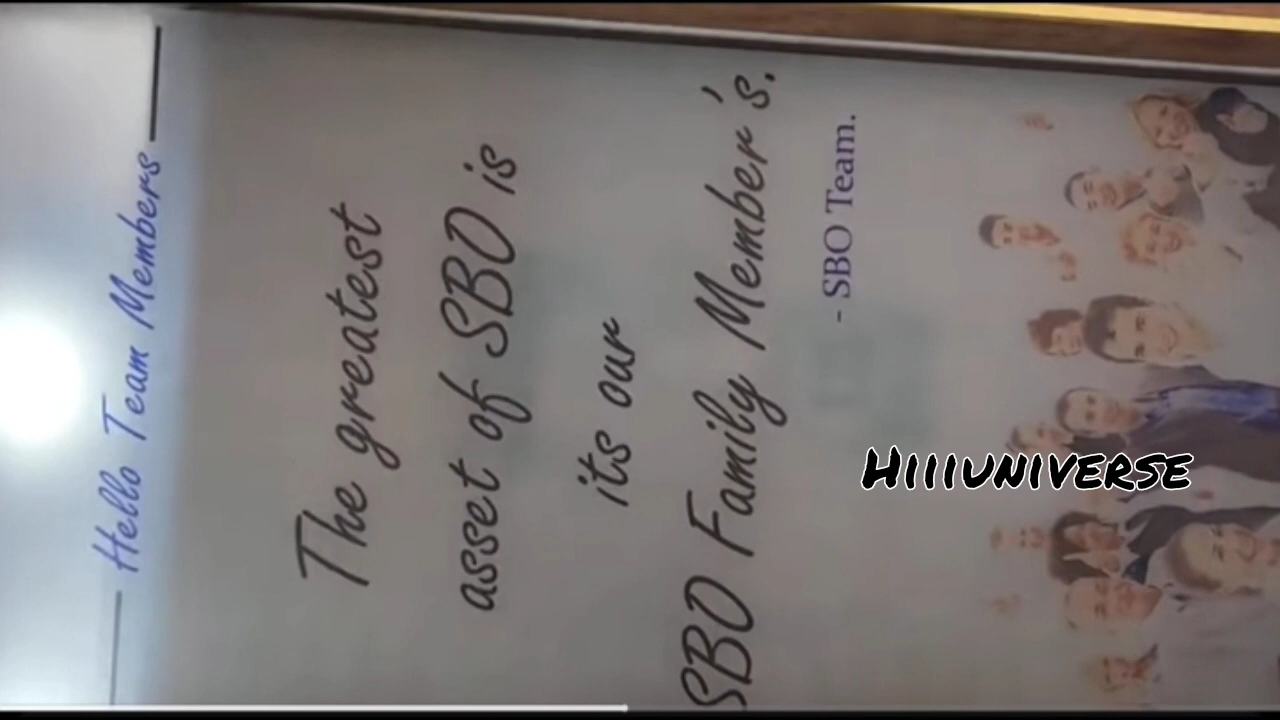 Hello Team Members
The greatest
asset of SBO is
its our
SBO Family Member's.
- SBO Team.
Hiiiuniverse